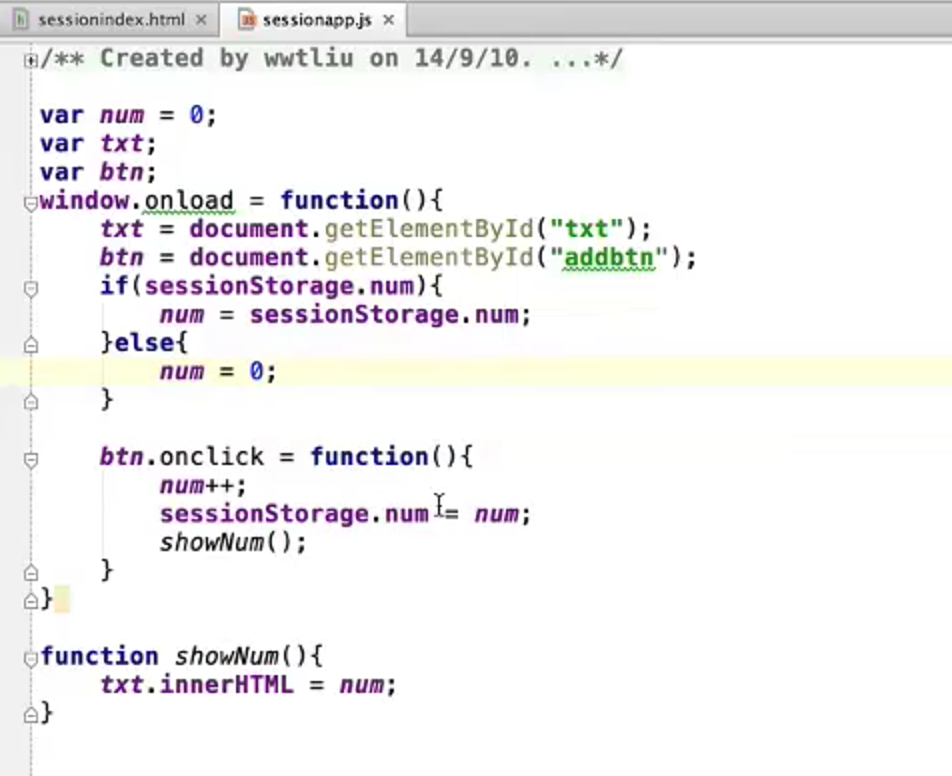 sessionindex.html
sessionapp.js
/** Created by wwtliu on 14/9/10. ...*/
var num = 0;
var txt;
var btn;
window.onload = function(){
    txt = document.getElementById("txt");
    btn = document.getElementById("addbtn");
    if(sessionStorage.num){
        num = sessionStorage.num;
    }else{
        num = 0;
    }
    btn.onclick = function(){
        num++;
        sessionStorage.num = num;
        showNum();
    }
}
function showNum(){
    txt.innerHTML = num;
}